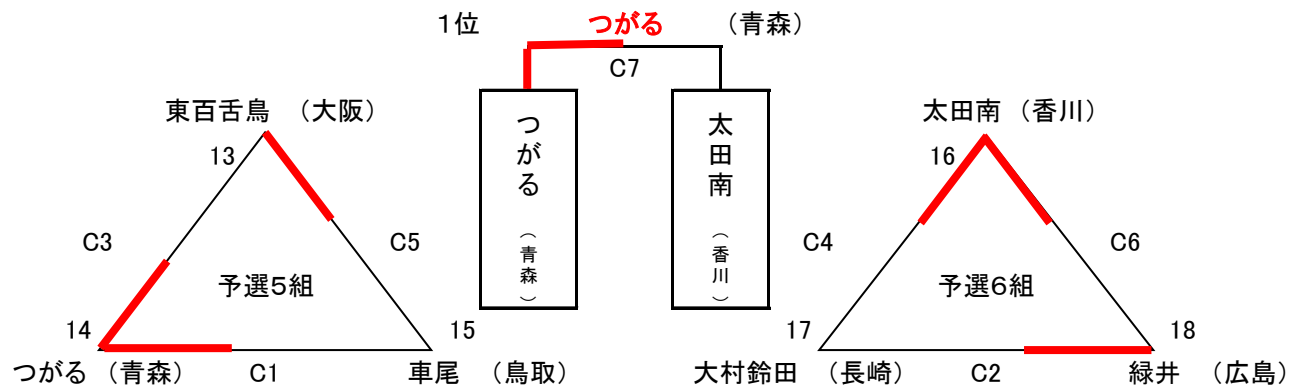 1位 つがる （青森）
C7
つがる（青森）
太田南（香川）
東百舌鳥 （大阪）
13
C3
C5
予選5組
14
15
つがる （青森）
C1
車尾 （鳥取）
太田南 （香川）
16
C4
C6
予選6組
17
18
大村鈴田 （長崎）
C2
緑井 （広島）